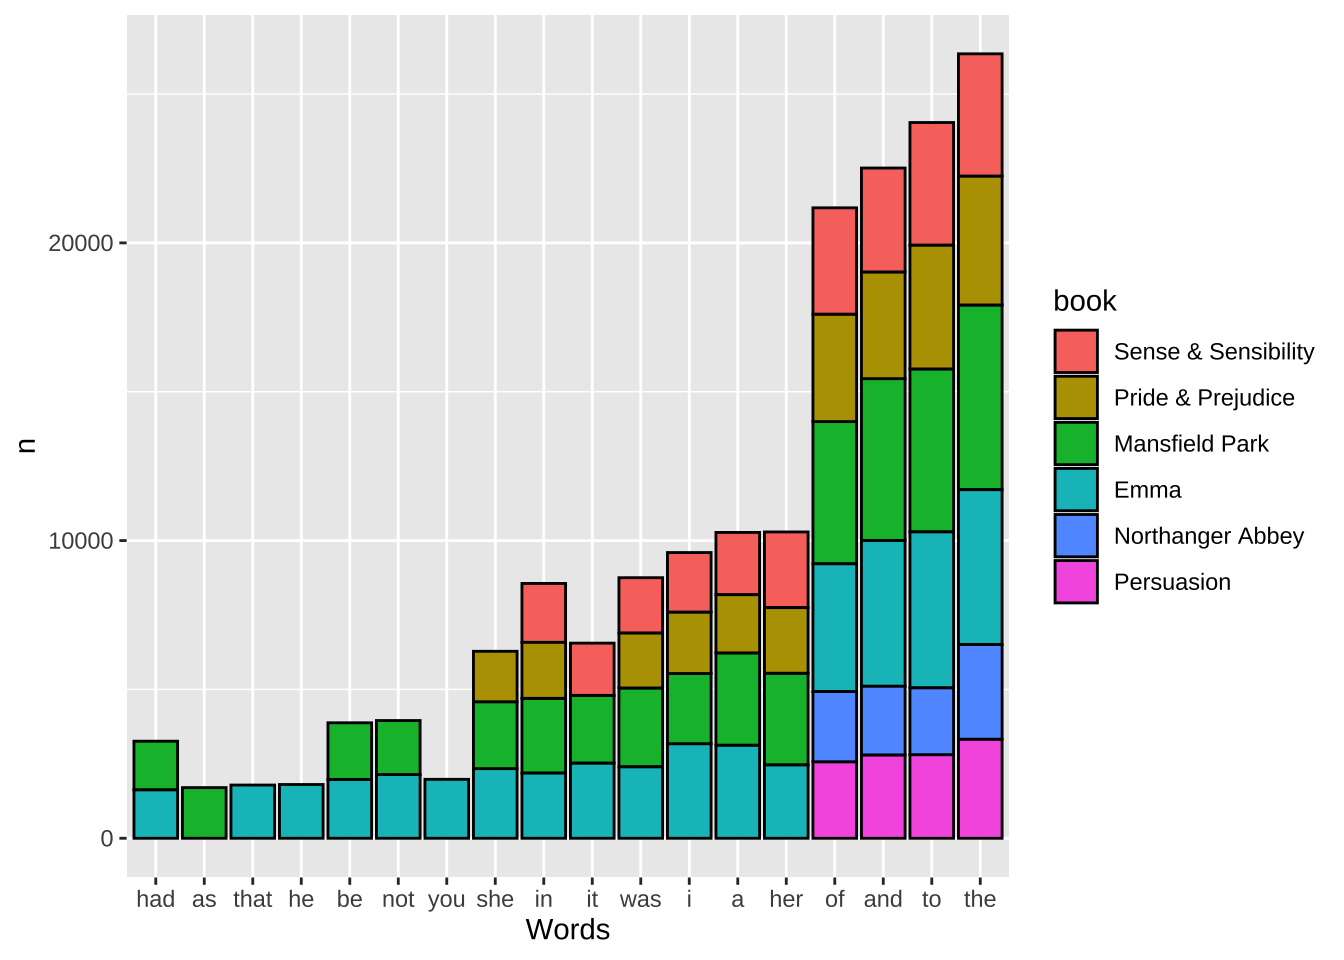 20000
10000
0
n
had as that he be not you she in it was i a her of and to the
Words
book
Sense & Sensibility
Pride & Prejudice
Mansfield Park
Emma
Northanger Abbey
Persuasion